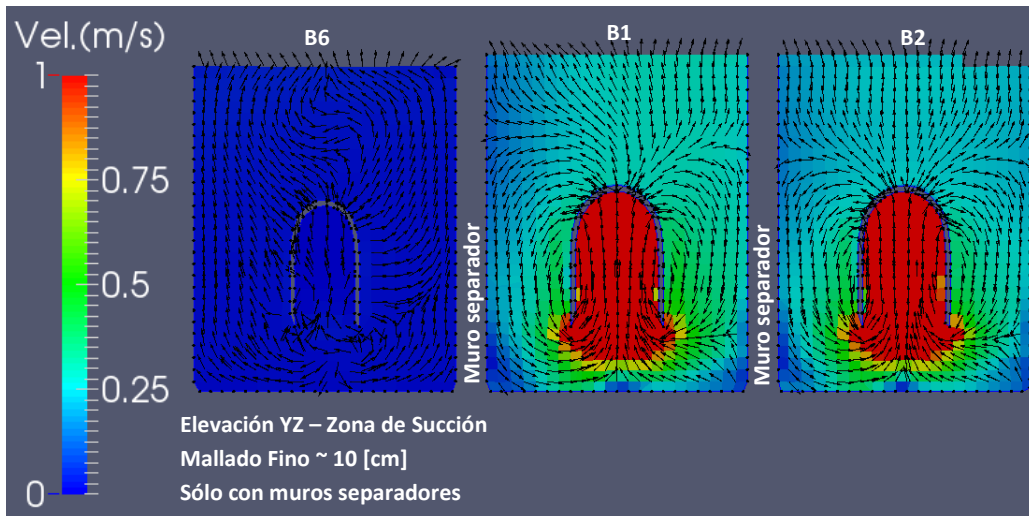 Vel.(m/s)
B6
B1
B2
1
0.75
0.5
0.25
0
Muro separador
Muro separador
Elevación YZ – Zona de Succión
Mallado Fino ~ 10 [cm]
Sólo con muros separadores